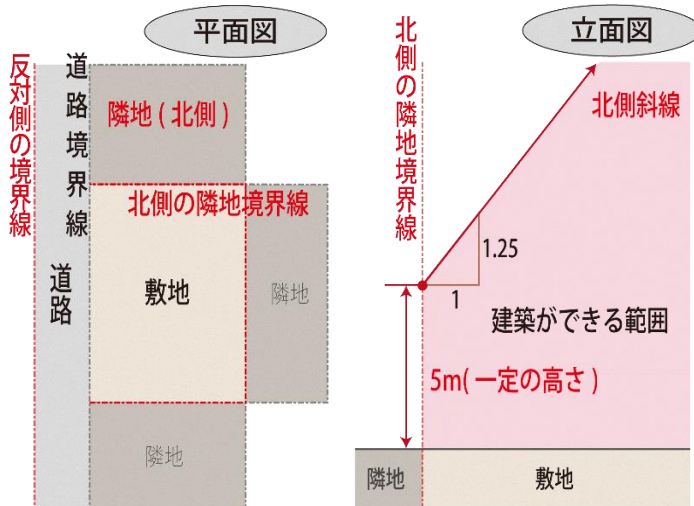 平面図
反対側の境界線
道路境界線
道路
隣地(北側)
北側の隣地境界線
敷地
隣地
隣地
立面図
北側の隣地境界線
北側斜線
1.25
1
建築ができる範囲
5m(一定の高さ)
隣地
敷地